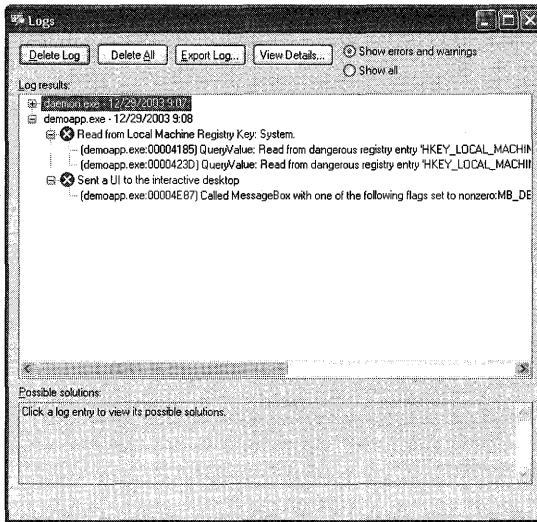 Logs
Delete Log Delete All Export Log... View Details... Show errors and warnings
Show all
Log results:
daemon.exe - 12/29/2003 9:07
demoapp.exe - 12/29/2003 9:08
Read from Local Machine Registry Key: System.
(demoapp.exe:00004185) QueryValue: Read from dangerous registry entry 'HKEY_LOCAL_MACHIN
(demoapp.exe:0000423D) QueryValue: Read from dangerous registry entry 'HKEY_LOCAL_MACHIN
Sent a UI to the interactive desktop
(demoapp.exe:00004E87) Called MessageBox with one of the following flags set to nonzero:MB_DE
Possible solutions:
Click a log entry to view its possible solutions.